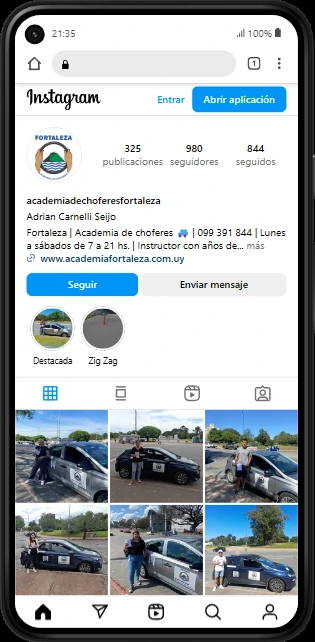 21:35
100%
1
Instagram
Entrar
Abrir aplicación
FORTALEZA
325 980 844
publicaciones seguidores seguidos
academiadechoferesfortaleza
Adrian Carnelli Seijo
Fortaleza | Academia de choferes 🚙 | 099 391 844 | Lunes
a sábados de 7 a 21 hs. | Instructor con años de... más
www.academiafortaleza.com.uy
Seguir
Enviar mensaje
Destacada Zig Zag